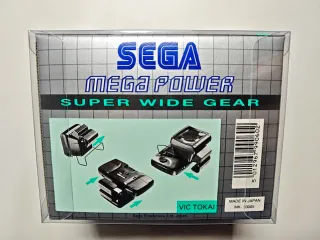 SEGA
MEGA POWER
SUPER WIDE GEAR
VIC TOKAI
MADE IN JAPAN